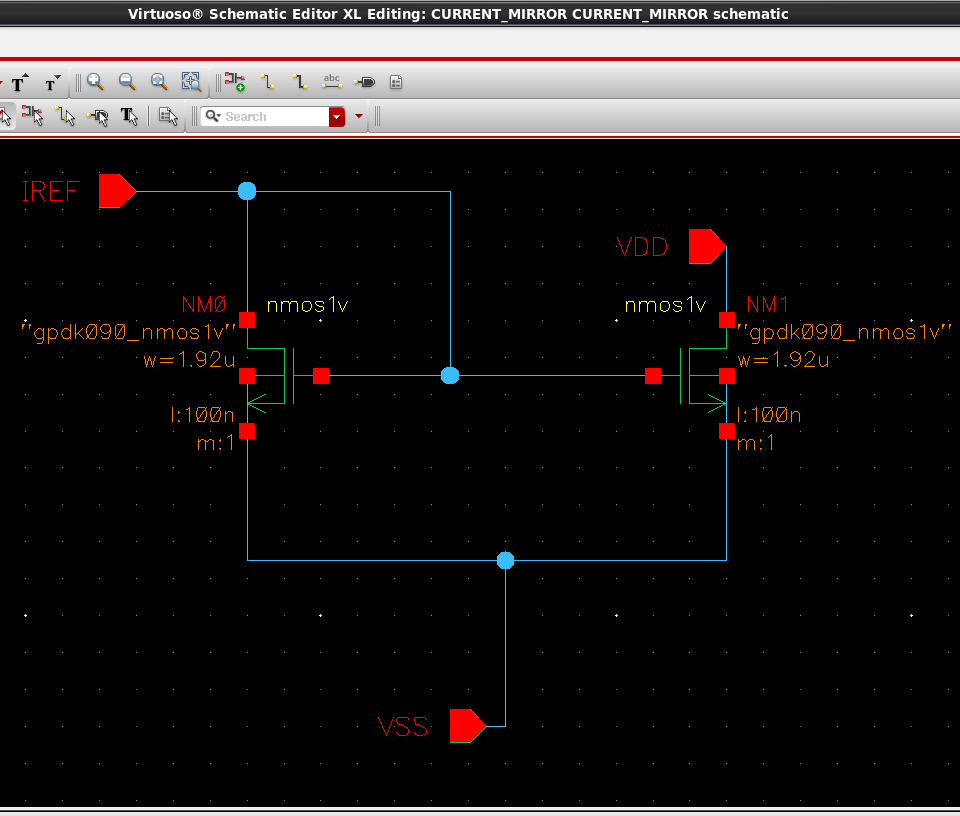 Virtuoso® Schematic Editor XL Editing: CURRENT_MIRROR CURRENT_MIRROR schematic
T T abc
T Search
IREF
VDD
NM0 nmos1v nmos1v NM1
"gpdk090_nmos1v" "gpdk090_nmos1v"
w=1.92u w=1.92u
l:100n l:100n
m:1 m:1
VSS